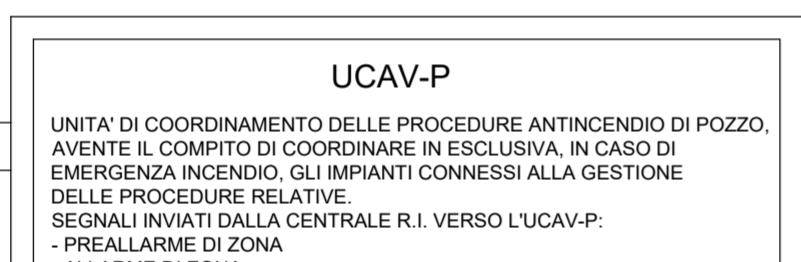 UCAV-P
UNITA' DI COORDINAMENTO DELLE PROCEDURE ANTINCENDIO DI POZZO,
AVENTE IL COMPITO DI COORDINARE IN ESCLUSIVA, IN CASO DI
EMERGENZA INCENDIO, GLI IMPIANTI CONNESSI ALLA GESTIONE
DELLE PROCEDURE RELATIVE.
SEGNALI INVIATI DALLA CENTRALE R.I. VERSO L'UCAV-P:
- PREALLARME DI ZONA